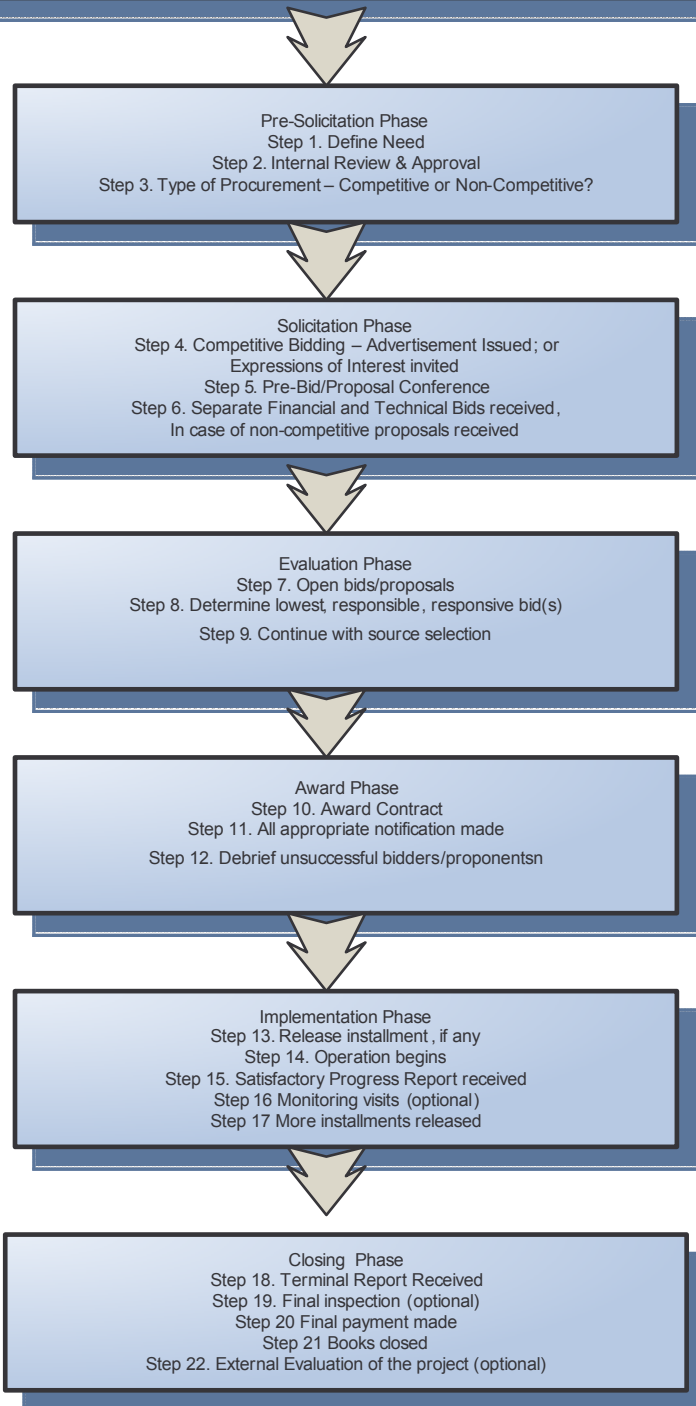 Pre-Solicitation Phase
Step 1. Define Need
Step 2. Internal Review & Approval
Step 3. Type of Procurement – Competitive or Non-Competitive?
Solicitation Phase
Step 4. Competitive Bidding – Advertisement Issued; or
Expressions of Interest invited
Step 5. Pre-Bid/Proposal Conference
Step 6. Separate Financial and Technical Bids received,
In case of non-competitive proposals received
Evaluation Phase
Step 7. Open bids/proposals
Step 8. Determine lowest, responsible, responsive bid(s)
Step 9. Continue with source selection
Award Phase
Step 10. Award Contract
Step 11. All appropriate notification made
Step 12. Debrief unsuccessful bidders/proponentsn
Implementation Phase
Step 13. Release installment, if any
Step 14. Operation begins
Step 15. Satisfactory Progress Report received
Step 16 Monitoring visits (optional)
Step 17 More installments released
Closing Phase
Step 18. Terminal Report Received
Step 19. Final inspection (optional)
Step 20 Final payment made
Step 21 Books closed
Step 22. External Evaluation of the project (optional)